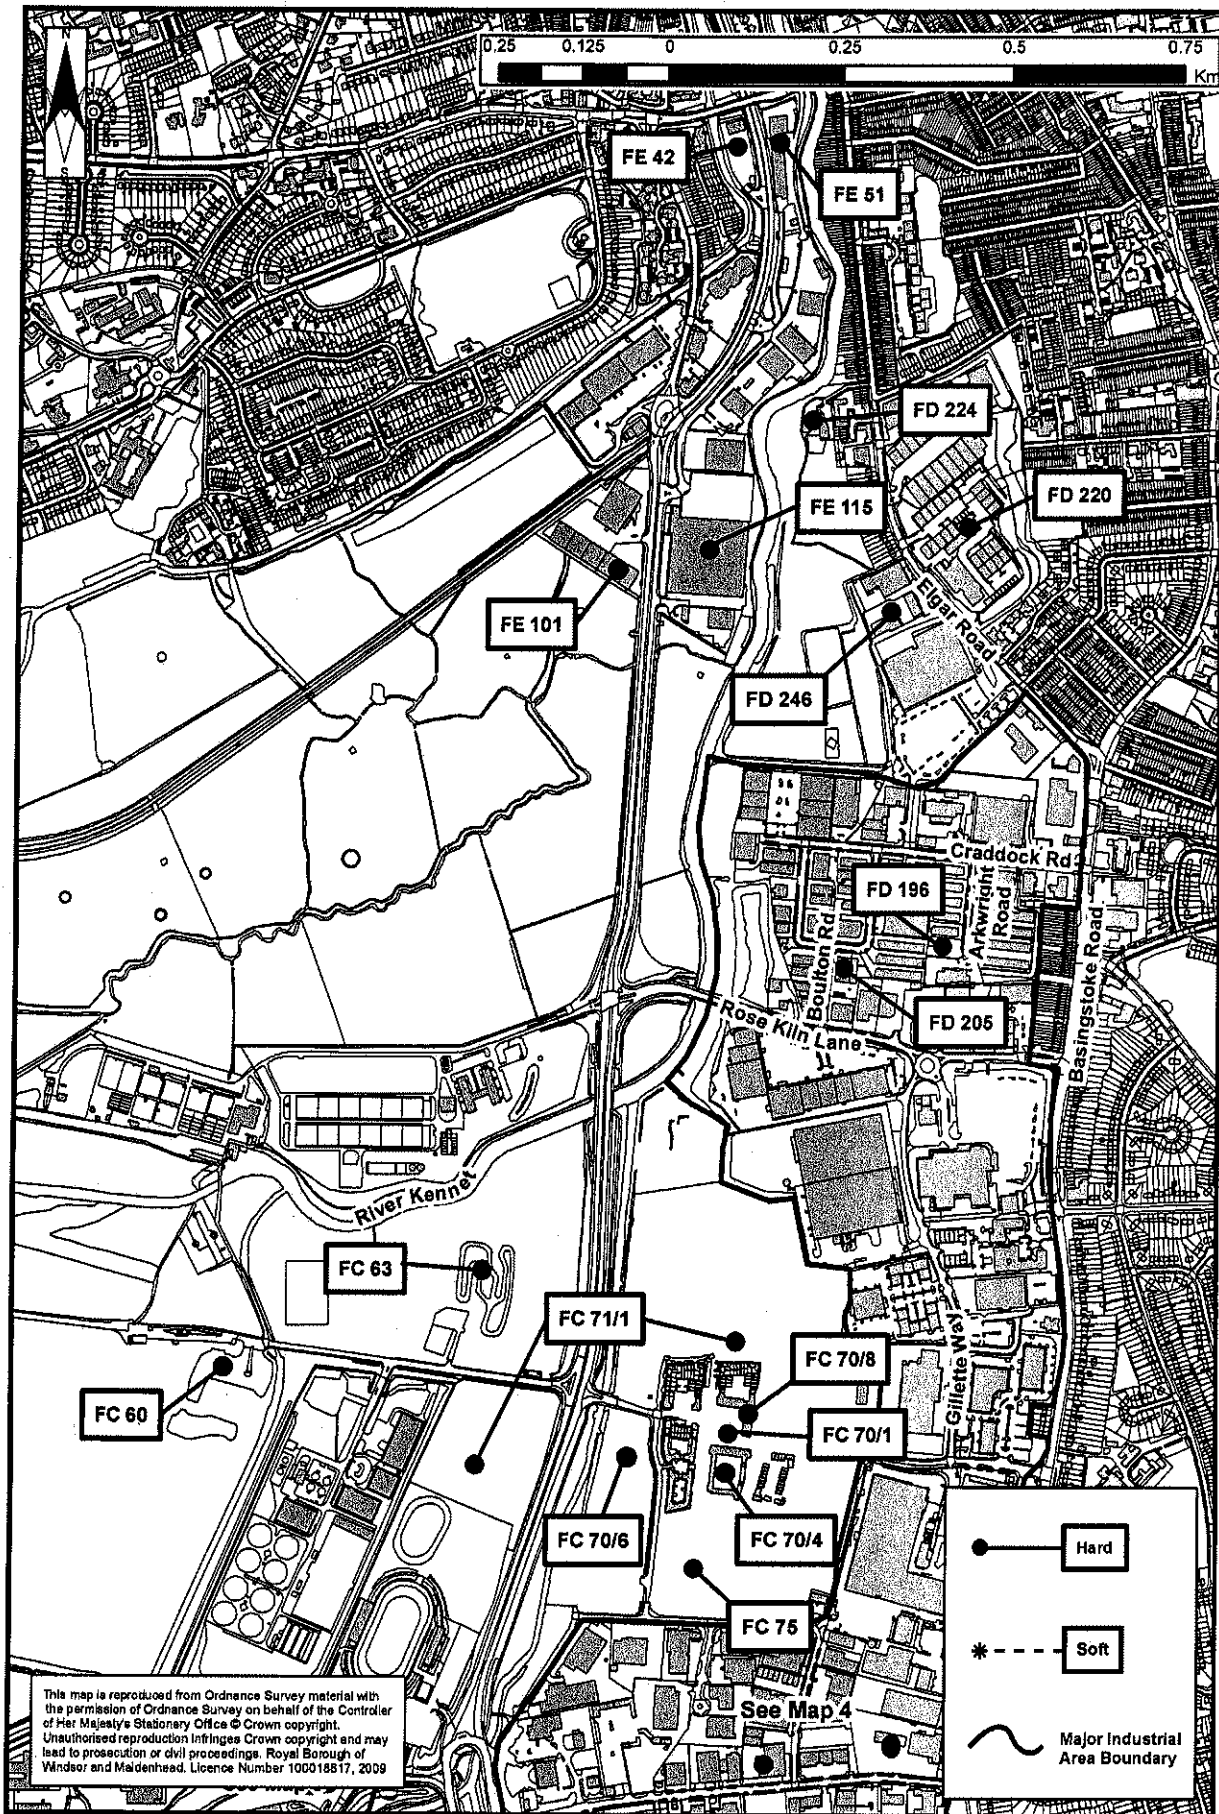 N
S
0.25 0.125 0 0.25 0.5 0.75
Km
FE 42
FE 51
FD 224
FE 115
FD 220
FE 101
Elgar Road
FD 246
Craddock Rd
FD 196
Arkwright
Road
Boulton Rd
Basingstoke Road
FD 205
Rose Kiln Lane
River Kennet
FC 63
FC 71/1
FC 70/8
Gillette Way
FC 60
FC 70/1
FC 70/6
FC 70/4
Hard
FC 75
Soft
See Map 4
Major Industrial
Area Boundary
This map is reproduced from Ordnance Survey material with
the permission of Ordnance Survey on behalf of the Controller
of Her Majesty's Stationery Office © Crown copyright.
Unauthorised reproduction infringes Crown copyright and may
lead to prosecution or civil proceedings. Royal Borough of
Windsor and Maidenhead. Licence Number 100018817, 2009